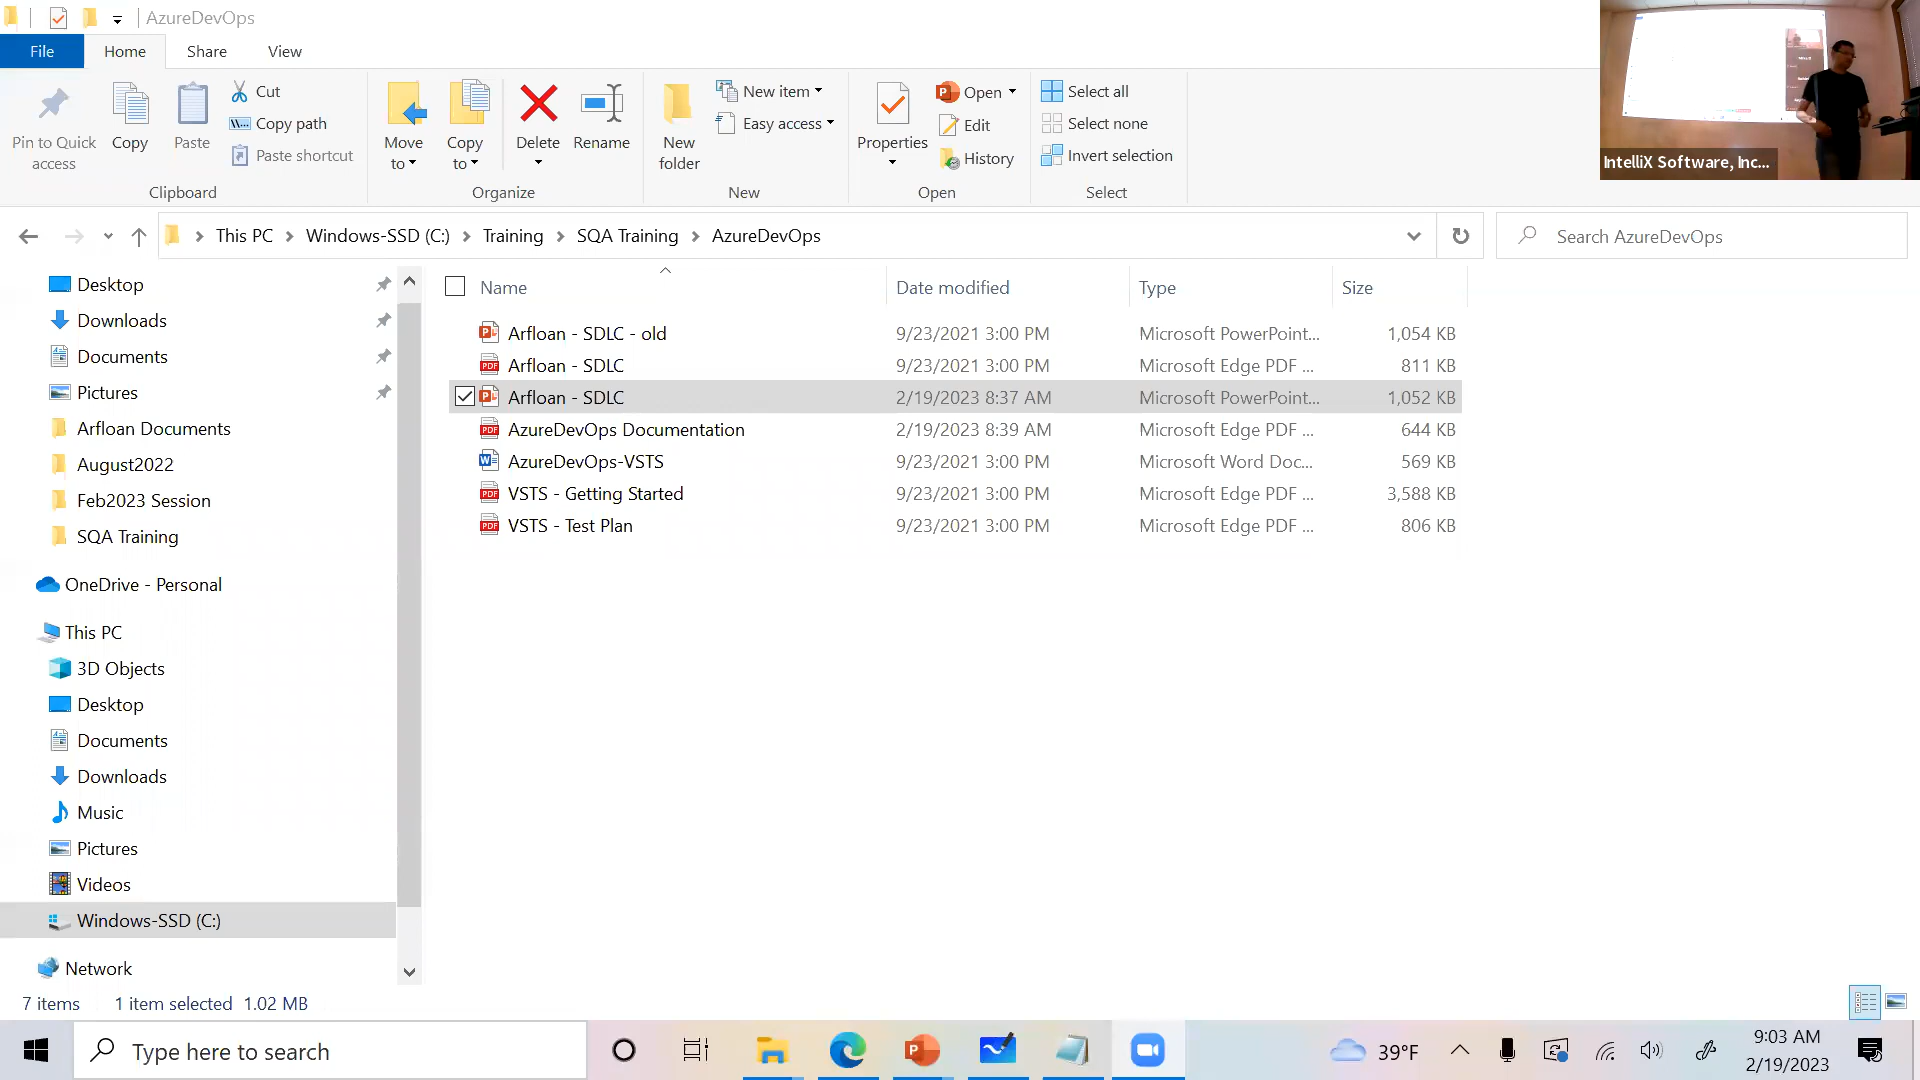 AzureDevOps
File Home Share View
Pin to Quick access
Copy
Paste
Cut
Copy path
Paste shortcut
Clipboard
Move to
Copy to
Delete
Rename
Organize
New folder
New item
Easy access
New
Properties
Open
Edit
History
Open
Select all
Select none
Invert selection
Select
IntelliX Software, Inc...
This PC Windows-SSD (C:) Training SQA Training AzureDevOps
Search AzureDevOps
Desktop
Downloads
Documents
Pictures
Arfloan Documents
August2022
Feb2023 Session
SQA Training
OneDrive - Personal
This PC
3D Objects
Desktop
Documents
Downloads
Music
Pictures
Videos
Windows-SSD (C:)
Network
Name Date modified Type Size
Arfloan - SDLC - old 9/23/2021 3:00 PM Microsoft PowerPoint... 1,054 KB
Arfloan - SDLC 9/23/2021 3:00 PM Microsoft Edge PDF ... 811 KB
Arfloan - SDLC 2/19/2023 8:37 AM Microsoft PowerPoint... 1,052 KB
AzureDevOps Documentation 2/19/2023 8:39 AM Microsoft Edge PDF ... 644 KB
AzureDevOps-VSTS 9/23/2021 3:00 PM Microsoft Word Doc... 569 KB
VSTS - Getting Started 9/23/2021 3:00 PM Microsoft Edge PDF ... 3,588 KB
VSTS - Test Plan 9/23/2021 3:00 PM Microsoft Edge PDF ... 806 KB
7 items 1 item selected 1.02 MB
Type here to search
39°F
9:03 AM
2/19/2023